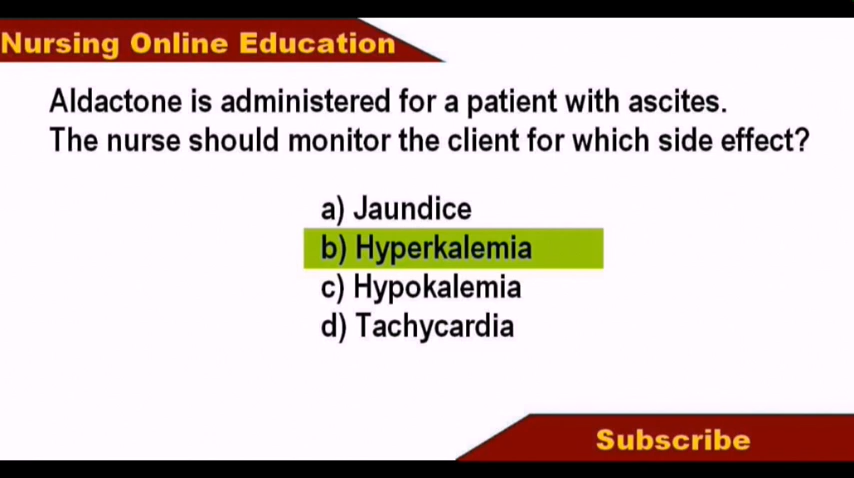 Nursing Online Education
Aldactone is administered for a patient with ascites.
The nurse should monitor the client for which side effect?
a) Jaundice
b) Hyperkalemia
c) Hypokalemia
d) Tachycardia
Subscribe